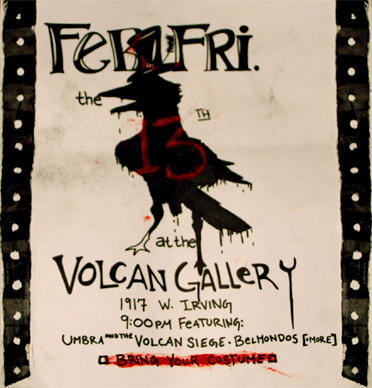 FEB. FRI.
the
13TH
at the
VOLCAN GALLERY
1917 W. IRVING
9:00PM FEATURING:
UMBRA AND THE VOLCAN SIEGE. BELMONDOS [+MORE]
BRING YOUR COSTUME